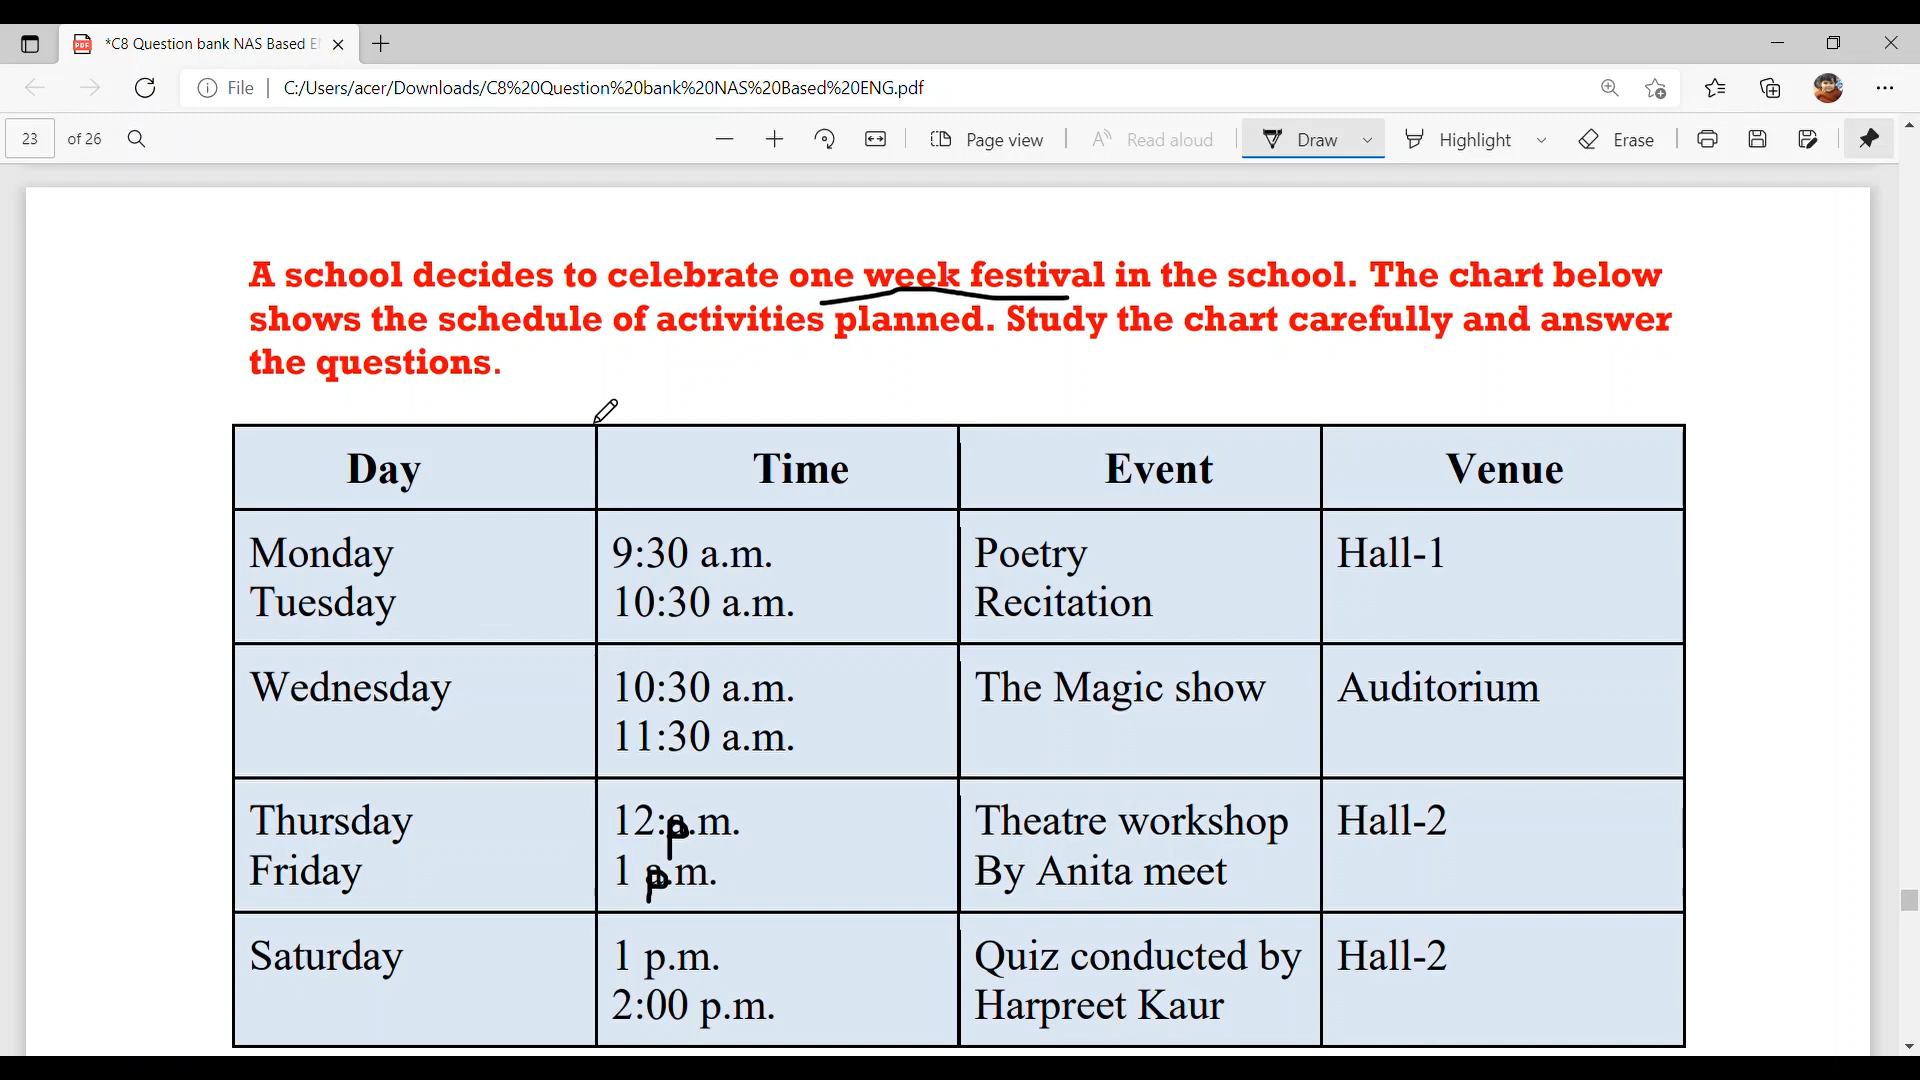 *C8 Question bank NAS Based E
File
C:/Users/acer/Downloads/C8%20Question%20bank%20NAS%20Based%20ENG.pdf
23 of 26
Page view
Read aloud
Draw
Highlight
Erase
A school decides to celebrate one week festival in the school. The chart below
shows the schedule of activities planned. Study the chart carefully and answer
the questions.
Day Time Event Venue
Monday 9:30 a.m. Poetry Hall-1
Tuesday 10:30 a.m. Recitation
Wednesday 10:30 a.m. The Magic show Auditorium
11:30 a.m.
Thursday 12:p.m. Theatre workshop Hall-2
Friday 1 p.m. By Anita meet
Saturday 1 p.m. Quiz conducted by Hall-2
2:00 p.m. Harpreet Kaur